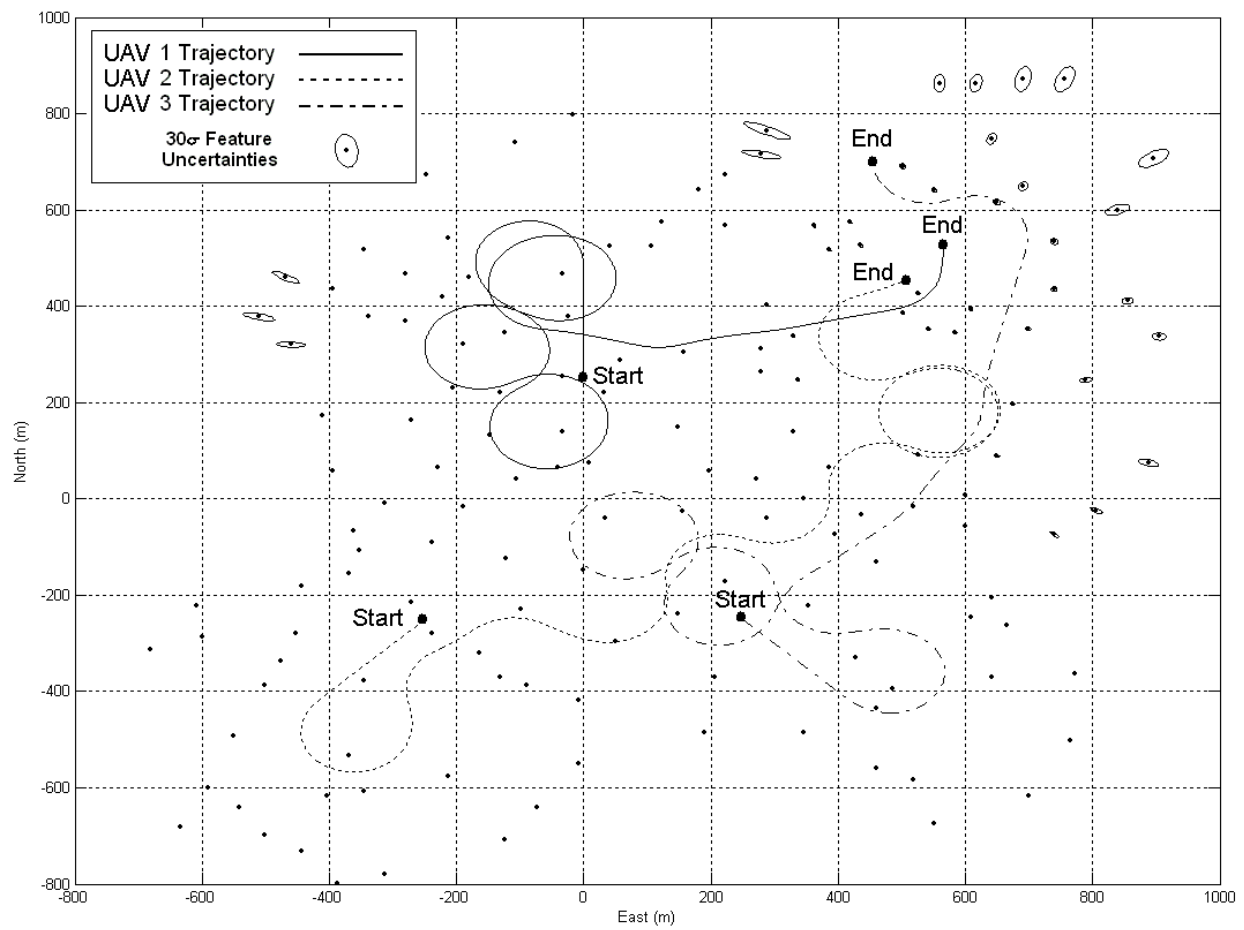 1000
UAV 1 Trajectory
UAV 2 Trajectory
UAV 3 Trajectory
30σ Feature
Uncertainties
800
End
600
End
End
400
Start
200
North (m)
0
-200
Start
Start
-400
-600
-800
-800 -600 -400 -200 0 200 400 600 800 1000
East (m)